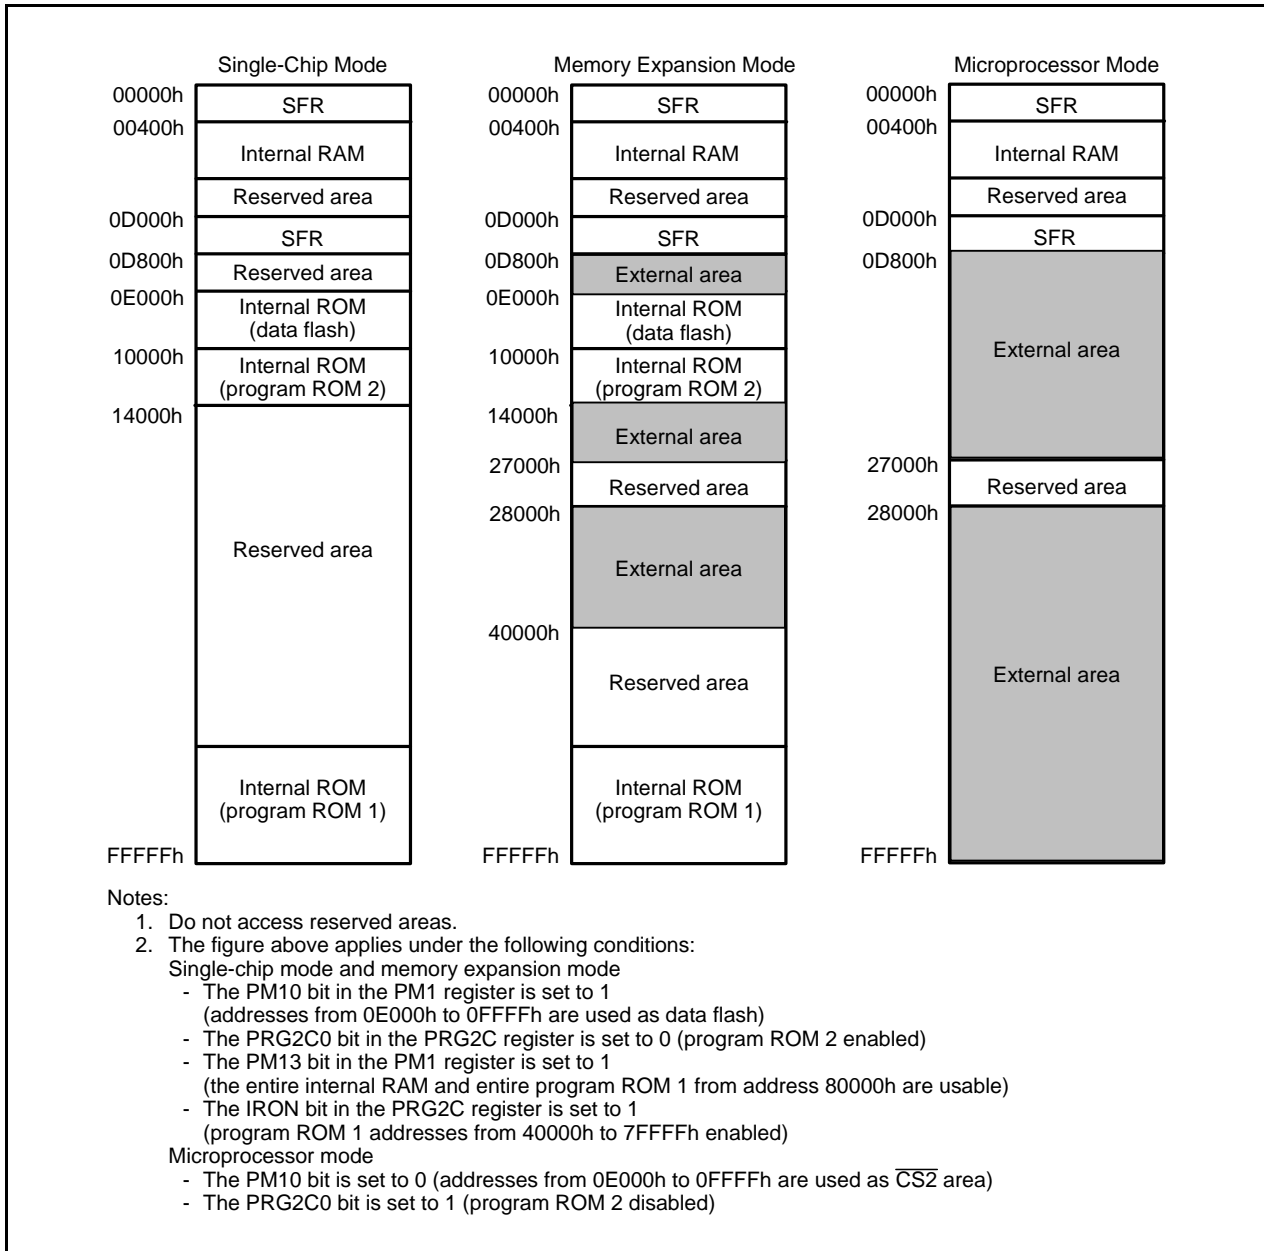 Single-Chip Mode
00000h
SFR
00400h
Internal RAM
Reserved area
0D000h
SFR
0D800h
Reserved area
0E000h
Internal ROM
(data flash)
10000h
Internal ROM
(program ROM 2)
14000h
Reserved area
Internal ROM
(program ROM 1)
FFFFFh
Memory Expansion Mode
00000h
SFR
00400h
Internal RAM
Reserved area
0D000h
SFR
0D800h
External area
0E000h
Internal ROM
(data flash)
10000h
Internal ROM
(program ROM 2)
14000h
External area
27000h
Reserved area
28000h
External area
40000h
Reserved area
Internal ROM
(program ROM 1)
FFFFFh
Microprocessor Mode
00000h
SFR
00400h
Internal RAM
Reserved area
0D000h
SFR
0D800h
External area
27000h
Reserved area
28000h
External area
FFFFFh
Notes:
1. Do not access reserved areas.
2. The figure above applies under the following conditions:
Single-chip mode and memory expansion mode
- The PM10 bit in the PM1 register is set to 1
(addresses from 0E000h to 0FFFFh are used as data flash)
- The PRG2C0 bit in the PRG2C register is set to 0 (program ROM 2 enabled)
- The PM13 bit in the PM1 register is set to 1
(the entire internal RAM and entire program ROM 1 from address 80000h are usable)
- The IRON bit in the PRG2C register is set to 1
(program ROM 1 addresses from 40000h to 7FFFFh enabled)
Microprocessor mode
- The PM10 bit is set to 0 (addresses from 0E000h to 0FFFFh are used as C̅S̅2̅ area)
- The PRG2C0 bit is set to 1 (program ROM 2 disabled)